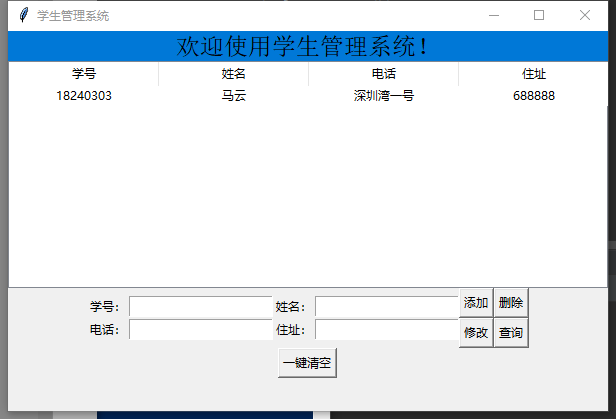 学生管理系统
欢迎使用学生管理系统！
学号 姓名 电话 住址
18240303 马云 深圳湾一号 688888
学号： 姓名： 添加 删除
电话： 住址： 修改 查询
一键清空